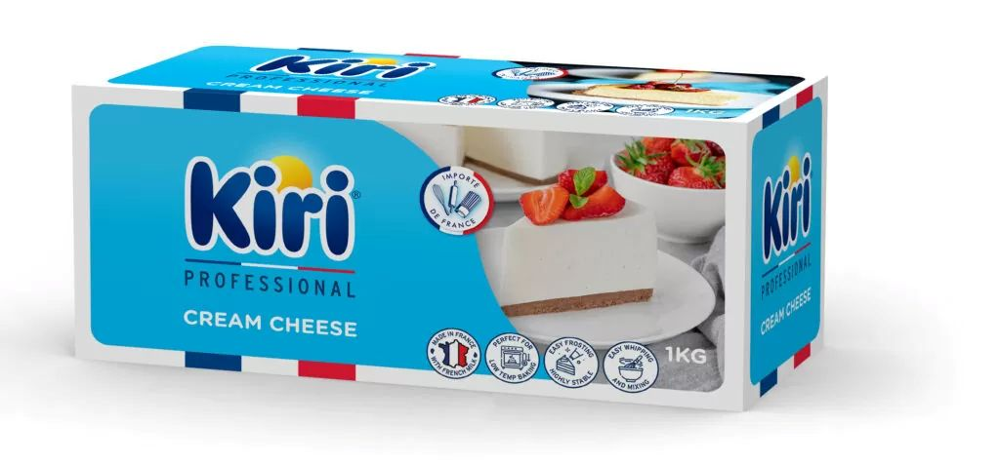 Kiri
PROFESSIONAL
CREAM CHEESE
1KG
Kiri®
PROFESSIONAL
CREAM CHEESE
IMPORTÉ
DE FRANCE
MADE IN FRANCE
WITH FRENCH MILK
PERFECT FOR
LOW TEMP BAKING
EASY FROSTING
HIGHLY STABLE
EASY WHIPPING
AND MIXING
1KG
Kiri
PROFESSIONAL
CREAM CHEESE